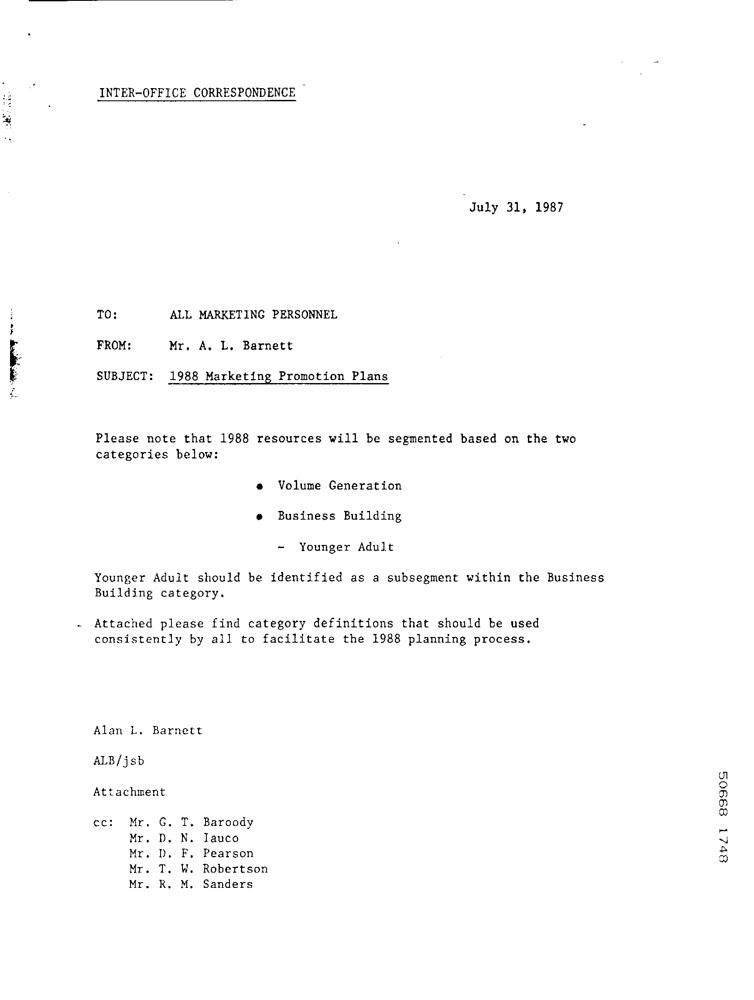 INTER-OFFICE CORRESPONDENCE
July 31, 1987
TO: ALL MARKETING PERSONNEL
FROM: Mr. A. L. Barnett
SUBJECT: 1988 Marketing Promotion Plans
Please note that 1988 resources will be segmented based on the two
categories below:
• Volume Generation
• Business Building
- Younger Adult
Younger Adult should be identified as a subsegment within the Business
Building category.
Attached please find category definitions that should be used
consistently by all to facilitate the 1988 planning process.
Alan L. Barnett
ALB/jsb
Attachment
cc: Mr. G. T. Baroody
Mr. D. N. Iauco
Mr. D. F. Pearson
Mr. T. W. Robertson
Mr. R. M. Sanders
50668 1748